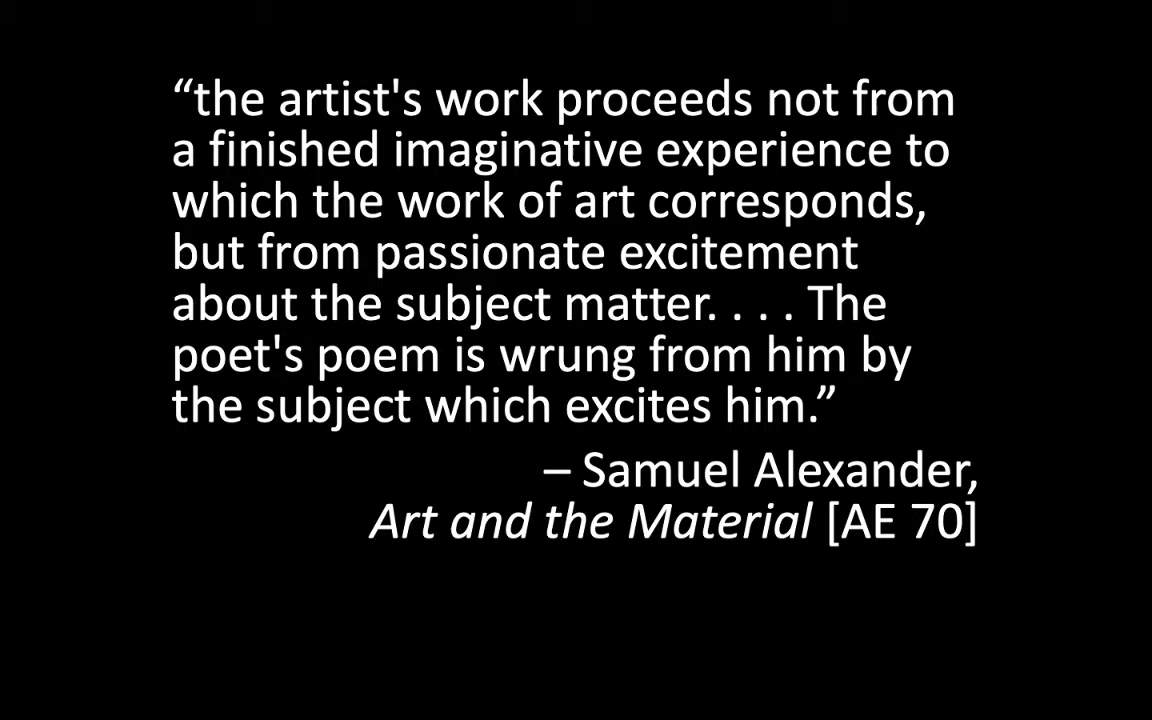 “the artist's work proceeds not from
a finished imaginative experience to
which the work of art corresponds,
but from passionate excitement
about the subject matter. . . . The
poet's poem is wrung from him by
the subject which excites him.”
– Samuel Alexander,
Art and the Material [AE 70]